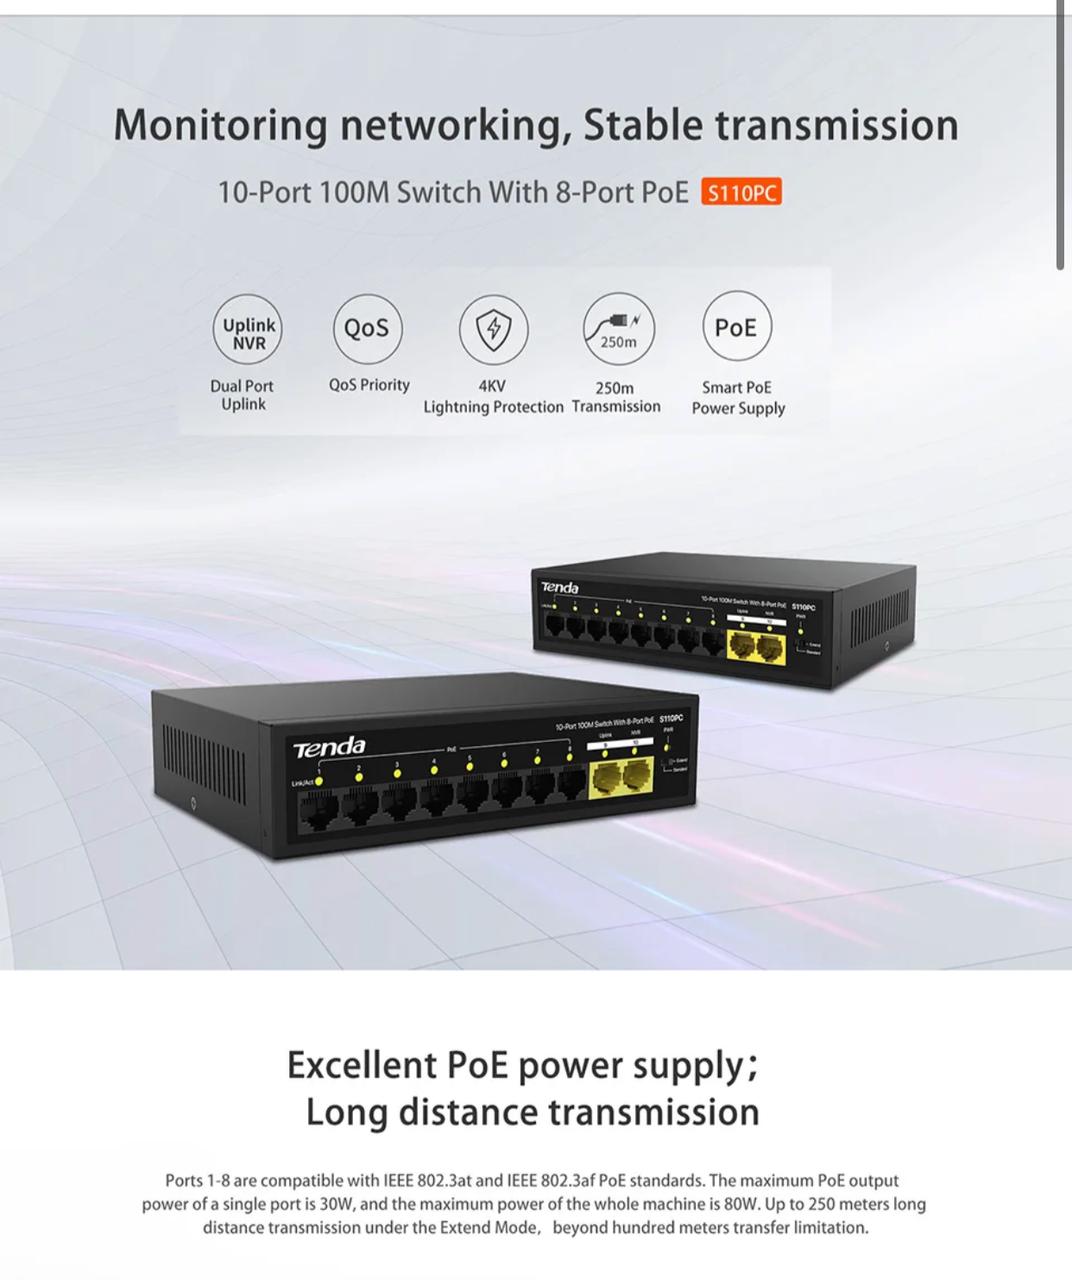 Monitoring networking, Stable transmission
10-Port 100M Switch With 8-Port PoE S110PC
Uplink
NVR
QoS
250m
PoE
Dual Port
Uplink
QoS Priority
4KV
Lightning Protection
250m
Transmission
Smart PoE
Power Supply
Tenda
10-Port 100M Switch With 8-Port PoE S110PC
PoE
Link/Act
1 2 3 4 5 6 7 8
Uplink NVR
9 10
PWR
Extend
Standard
Tenda
10-Port 100M Switch With 8-Port PoE S110PC
PoE
Link/Act
1 2 3 4 5 6 7 8
Uplink NVR
9 10
PWR
Extend
Standard
Excellent PoE power supply;
Long distance transmission
Ports 1-8 are compatible with IEEE 802.3at and IEEE 802.3af PoE standards. The maximum PoE output
power of a single port is 30W, and the maximum power of the whole machine is 80W. Up to 250 meters long
distance transmission under the Extend Mode, beyond hundred meters transfer limitation.